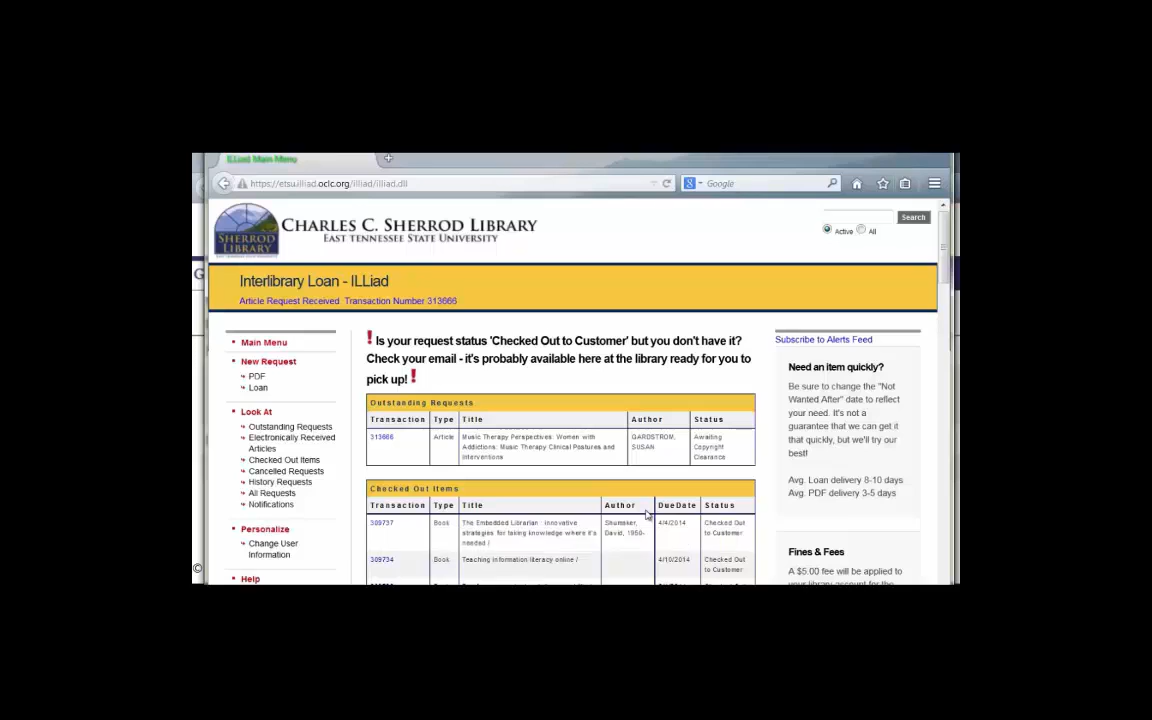 ILLiad Main Menu
https://etsu.illiad.oclc.org/illiad/illiad.dll
Google
SHERROD
LIBRARY
CHARLES C. SHERROD LIBRARY
EAST TENNESSEE STATE UNIVERSITY
Search
Active All
Interlibrary Loan - ILLiad
Article Request Received Transaction Number 313666
Main Menu
New Request
PDF
Loan
Look At
Outstanding Requests
Electronically Received
Articles
Checked Out Items
Cancelled Requests
History Requests
All Requests
Notifications
Personalize
Change User
Information
Help
! Is your request status 'Checked Out to Customer' but you don't have it?
Check your email - it's probably available here at the library ready for you to
pick up! !
Outstanding Requests
Transaction Type Title Author Status
313666 Article Music Therapy Perspectives: Women with GARDSTROM, Awaiting
Addictions: Music Therapy Clinical Postures and SUSAN Copyright
Interventions Clearance
Checked Out Items
Transaction Type Title Author DueDate Status
309737 Book The Embedded Librarian : innovative Shumaker, 4/4/2014 Checked Out
strategies for taking knowledge where it's David, 1950- to Customer
needed /
309734 Book Teaching information literacy online / 4/10/2014 Checked Out
to Customer
Subscribe to Alerts Feed
Need an item quickly?
Be sure to change the "Not
Wanted After" date to reflect
your need. It's not a
guarantee that we can get it
that quickly, but we'll try our
best!
Avg. Loan delivery 8-10 days
Avg. PDF delivery 3-5 days
Fines & Fees
A $5.00 fee will be applied to
your library account for the
G
©